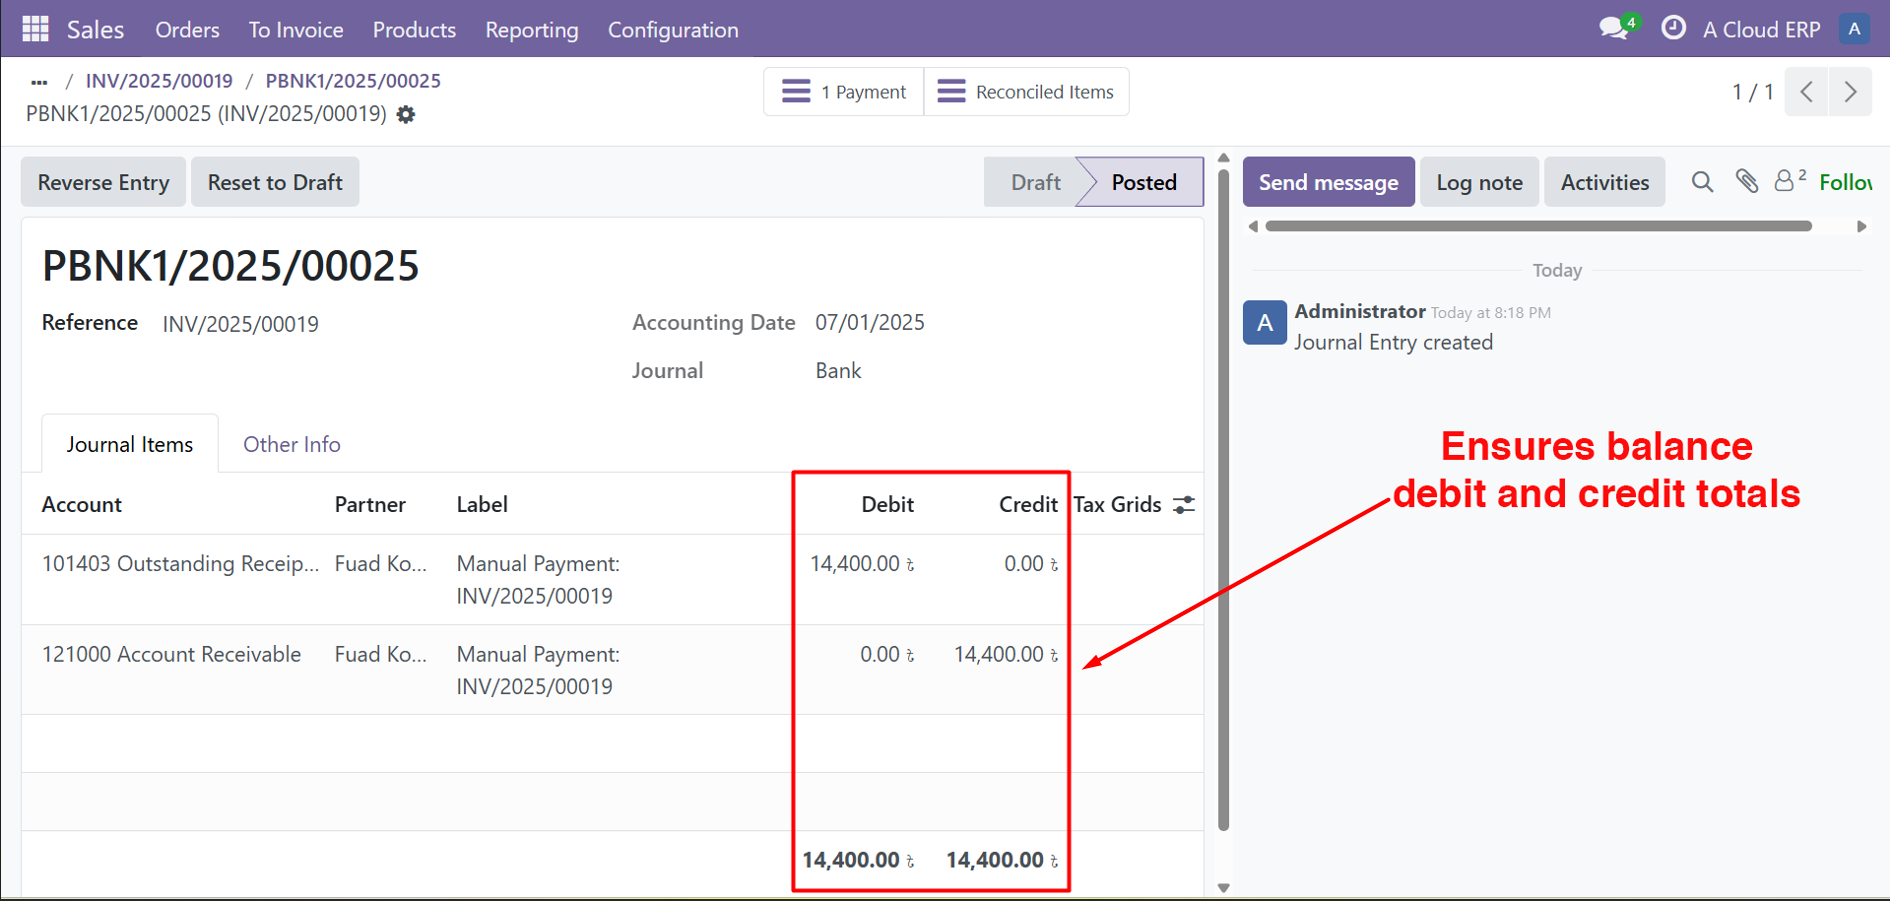 Sales Orders To Invoice Products Reporting Configuration 4 A Cloud ERP A
... / INV/2025/00019 / PBNK1/2025/00025
PBNK1/2025/00025 (INV/2025/00019)
1 Payment Reconciled Items
1 / 1
Reverse Entry Reset to Draft Draft Posted
Send message Log note Activities 2
PBNK1/2025/00025
Reference INV/2025/00019
Accounting Date 07/01/2025
Journal Bank
Today
A Administrator Today at 8:18 PM
Journal Entry created
Ensures balance
debit and credit totals
Journal Items Other Info
Account Partner Label Debit Credit Tax Grids
101403 Outstanding Receip... Fuad Ko... Manual Payment: 14,400.00 ৳ 0.00 ৳
INV/2025/00019
121000 Account Receivable Fuad Ko... Manual Payment: 0.00 ৳ 14,400.00 ৳
INV/2025/00019
14,400.00 ৳ 14,400.00 ৳